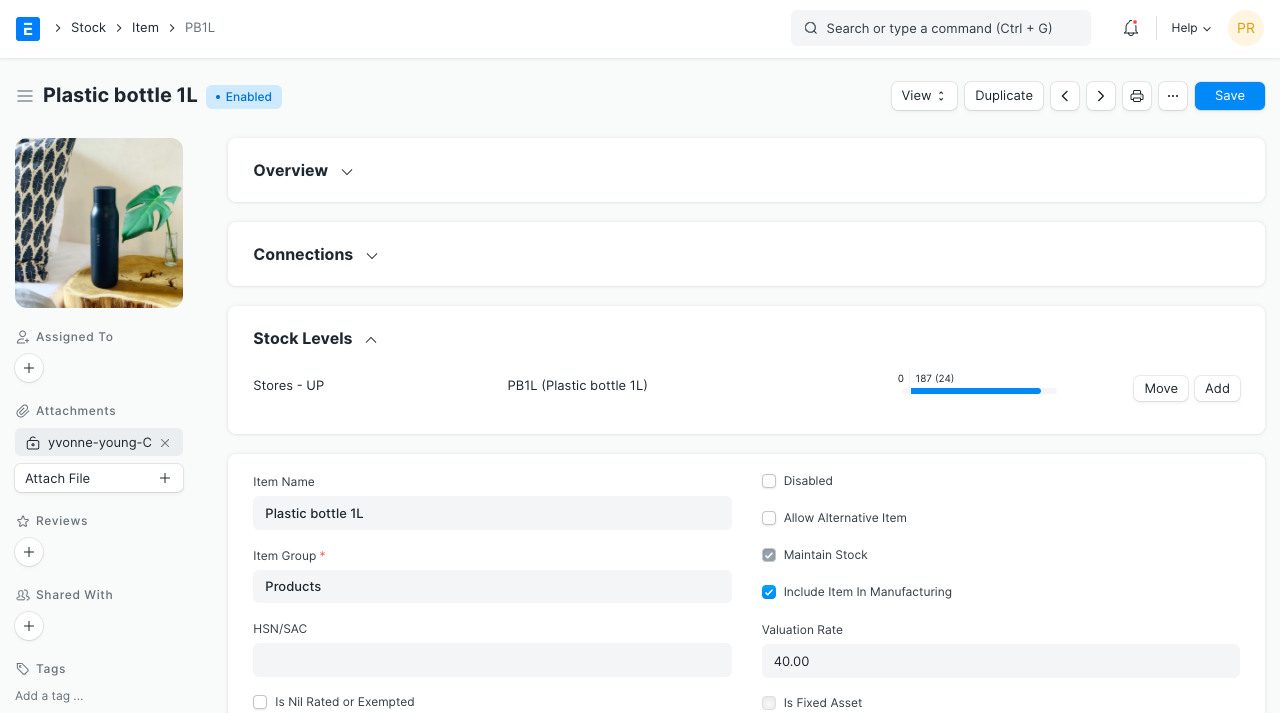 E
Stock
Item
PB1L
Search or type a command (Ctrl + G)
Help
PR
Plastic bottle 1L
• Enabled
View
Duplicate
...
Save
Assigned To
+
Attachments
yvonne-young-C
Attach File +
Reviews
+
Shared With
+
Tags
Add a tag ...
Overview
Connections
Stock Levels
Stores - UP
PB1L (Plastic bottle 1L)
0
187 (24)
Move
Add
Item Name
Plastic bottle 1L
Item Group *
Products
HSN/SAC
Is Nil Rated or Exempted
Disabled
Allow Alternative Item
Maintain Stock
Include Item In Manufacturing
Valuation Rate
40.00
Is Fixed Asset